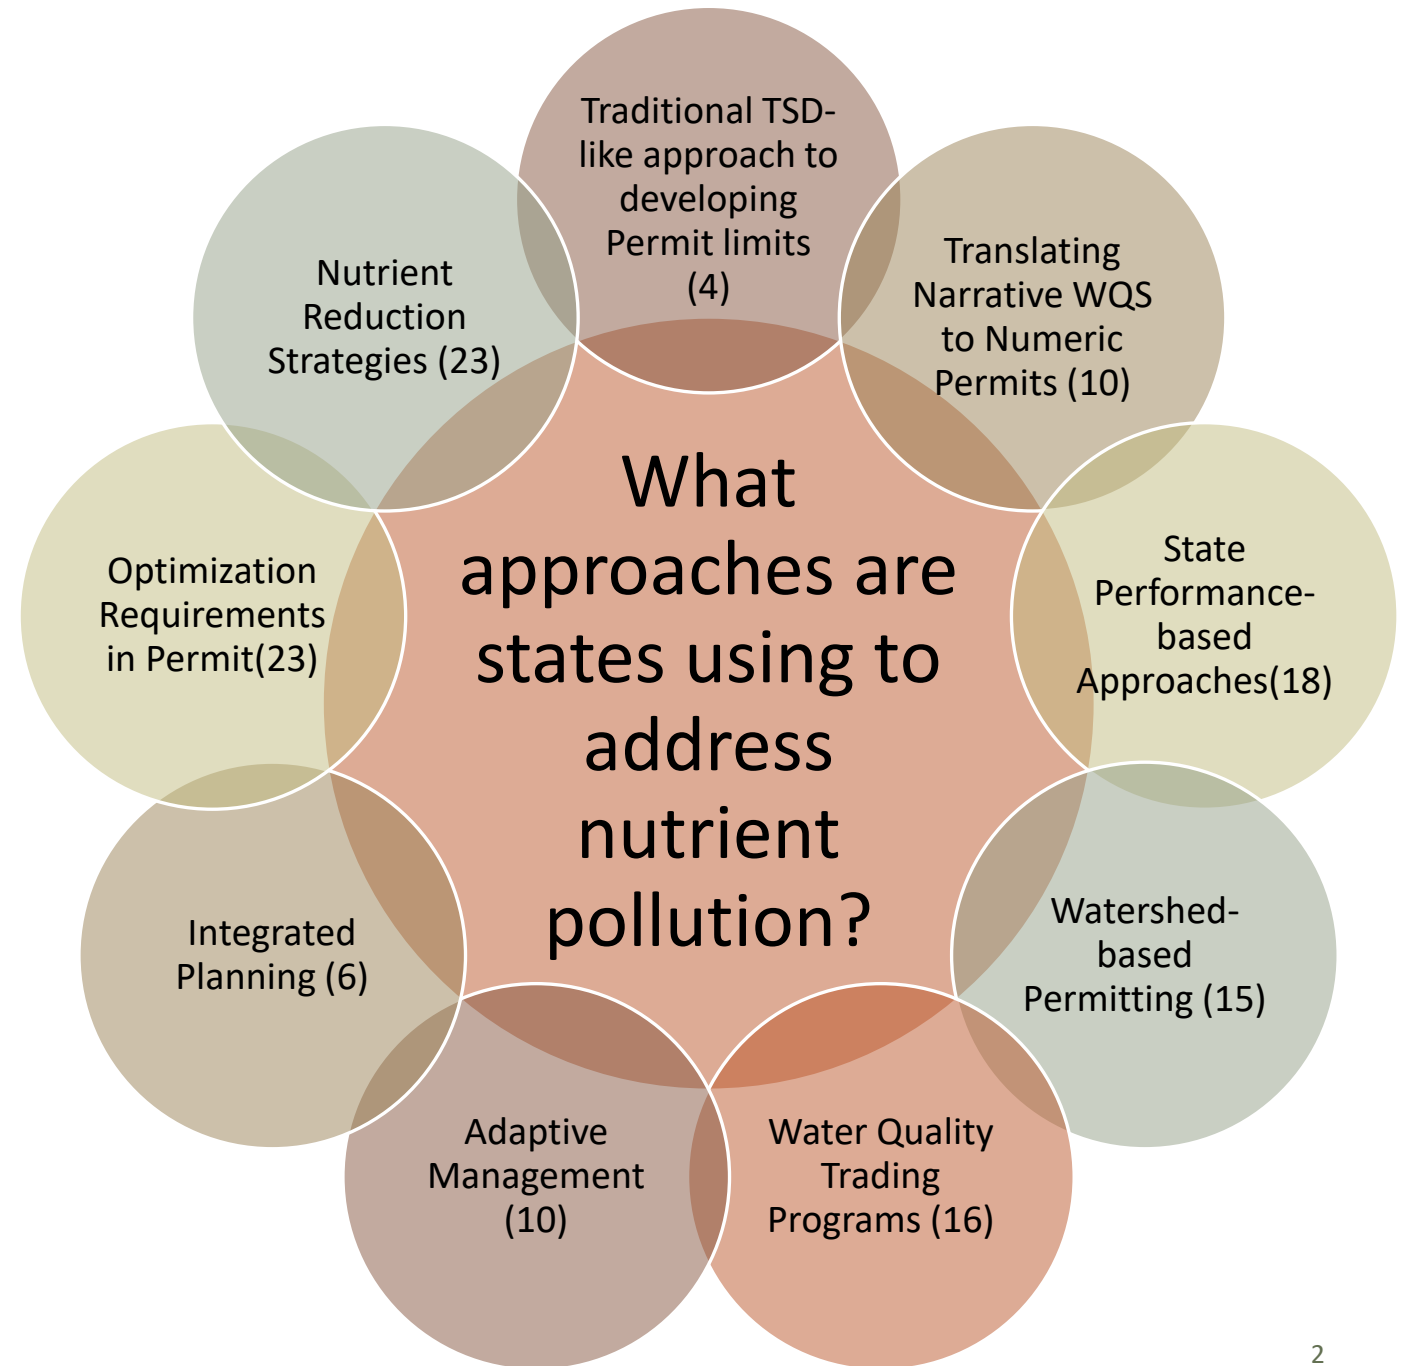 Traditional TSD-
like approach to
developing
Permit limits
(4)
Translating
Narrative WQS
to Numeric
Permits (10)
State
Performance-
based
Approaches(18)
Watershed-
based
Permitting (15)
Water Quality
Trading
Programs (16)
Adaptive
Management
(10)
Integrated
Planning (6)
Optimization
Requirements
in Permit(23)
Nutrient
Reduction
Strategies (23)
What
approaches are
states using to
address
nutrient
pollution?
2